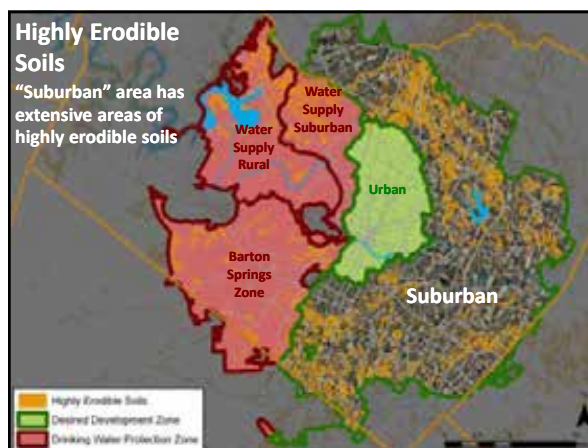 Highly Erodible
Soils
“Suburban” area has
extensive areas of
highly erodible soils
Water
Supply
Suburban
Water
Supply
Rural
Urban
Barton
Springs
Zone
Suburban
Highly Erodible Soils
Desired Development Zone
Drinking Water Protection Zone